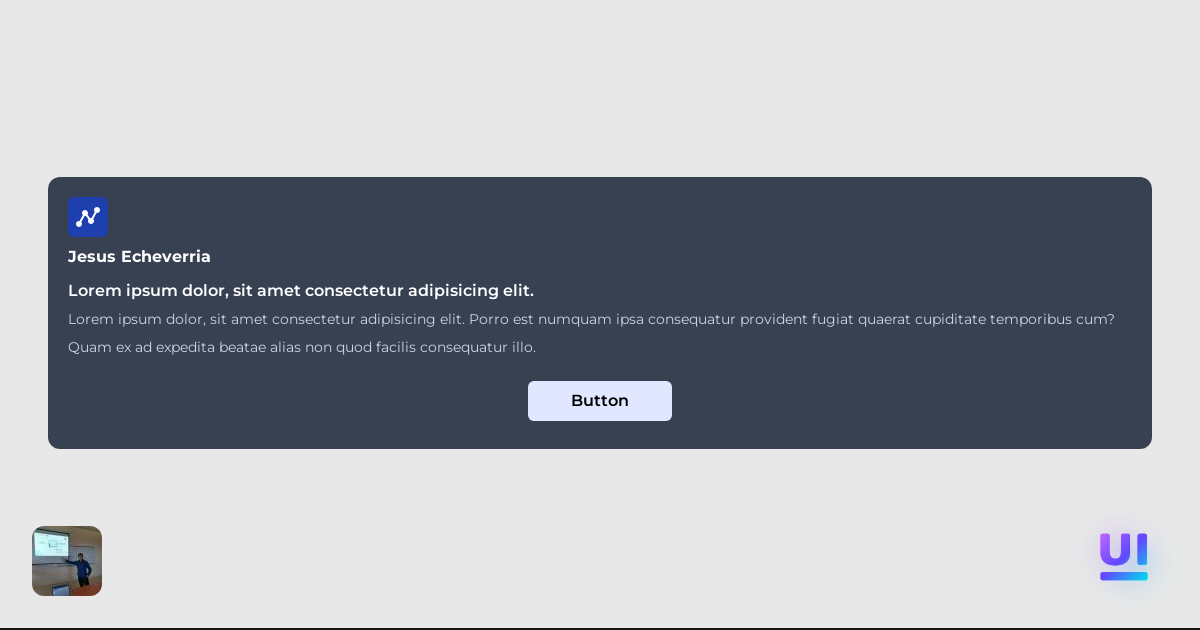 Jesus Echeverria
Lorem ipsum dolor, sit amet consectetur adipisicing elit.
Lorem ipsum dolor, sit amet consectetur adipisicing elit. Porro est numquam ipsa consequatur provident fugiat quaerat cupiditate temporibus cum?
Quam ex ad expedita beatae alias non quod facilis consequatur illo.
Button
UI